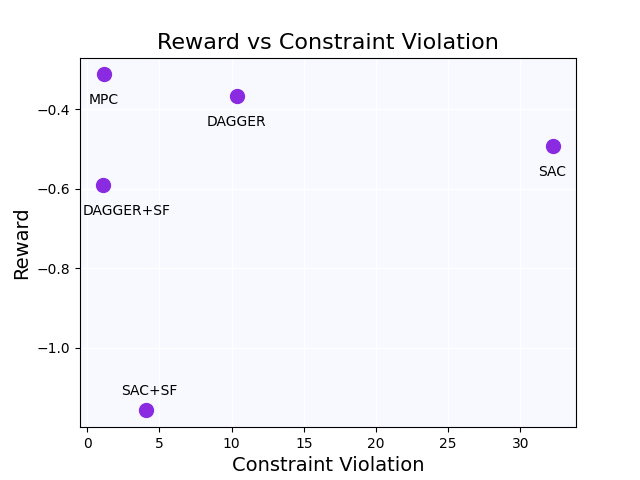 Reward vs Constraint Violation
MPC
DAGGER
SAC
DAGGER+SF
SAC+SF
−0.4
−0.6
−0.8
−1.0
Reward
0 5 10 15 20 25 30
Constraint Violation